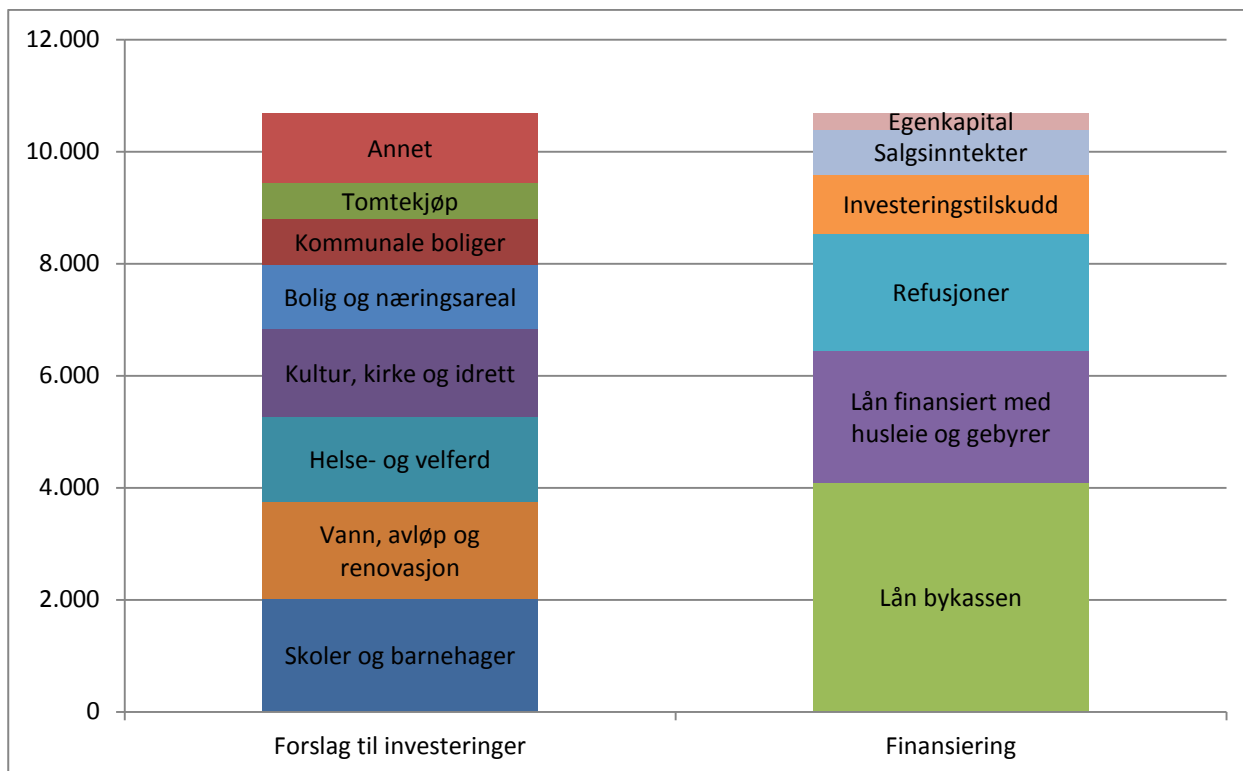 12.000
10.000
8.000
6.000
4.000
2.000
0
Annet
Tomtekjøp
Kommunale boliger
Bolig og næringsareal
Kultur, kirke og idrett
Helse- og velferd
Vann, avløp og
renovasjon
Skoler og barnehager
Egenkapital
Salgsinntekter
Investeringstilskudd
Refusjoner
Lån finansiert med
husleie og gebyrer
Lån bykassen
Forslag til investeringer
Finansiering